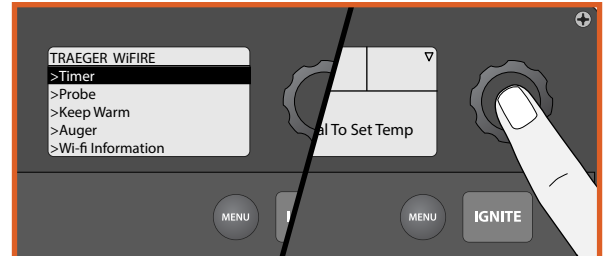 TRAEGER WiFIRE
>Timer
>Probe
>Keep Warm
>Auger
>Wi-fi Information
MENU
al To Set Temp
MENU
IGNITE